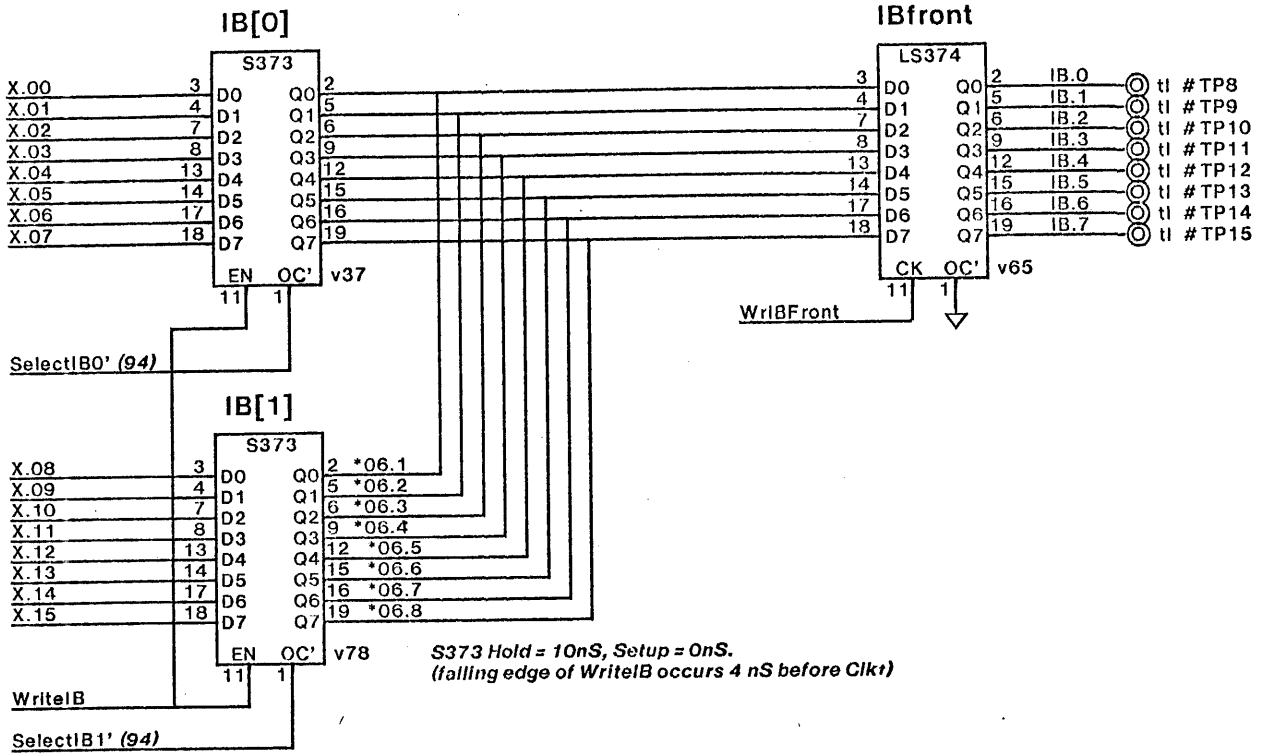 IB[0]
IBfront
S373
LS374
X.00 3 D0 Q0 2 3 D0 Q0 2 IB.0 tl #TP8
X.01 4 D1 Q1 5 4 D1 Q1 5 IB.1 tl #TP9
X.02 7 D2 Q2 6 7 D2 Q2 6 IB.2 tl #TP10
X.03 8 D3 Q3 9 8 D3 Q3 9 IB.3 tl #TP11
X.04 13 D4 Q4 12 13 D4 Q4 12 IB.4 tl #TP12
X.05 14 D5 Q5 15 14 D5 Q5 15 IB.5 tl #TP13
X.06 17 D6 Q6 16 17 D6 Q6 16 IB.6 tl #TP14
X.07 18 D7 Q7 19 18 D7 Q7 19 IB.7 tl #TP15
EN OC' v37
11 1
CK OC' v65
11 1
WrIBFront
SelectIB0' (94)
IB[1]
S373
X.08 3 D0 Q0 2 *06.1
X.09 4 D1 Q1 5 *06.2
X.10 7 D2 Q2 6 *06.3
X.11 8 D3 Q3 9 *06.4
X.12 13 D4 Q4 12 *06.5
X.13 14 D5 Q5 15 *06.6
X.14 17 D6 Q6 16 *06.7
X.15 18 D7 Q7 19 *06.8
EN OC' v78
11 1
S373 Hold = 10nS, Setup = 0nS.
(falling edge of WriteIB occurs 4 nS before Clk↑)
WriteIB
SelectIB1' (94)